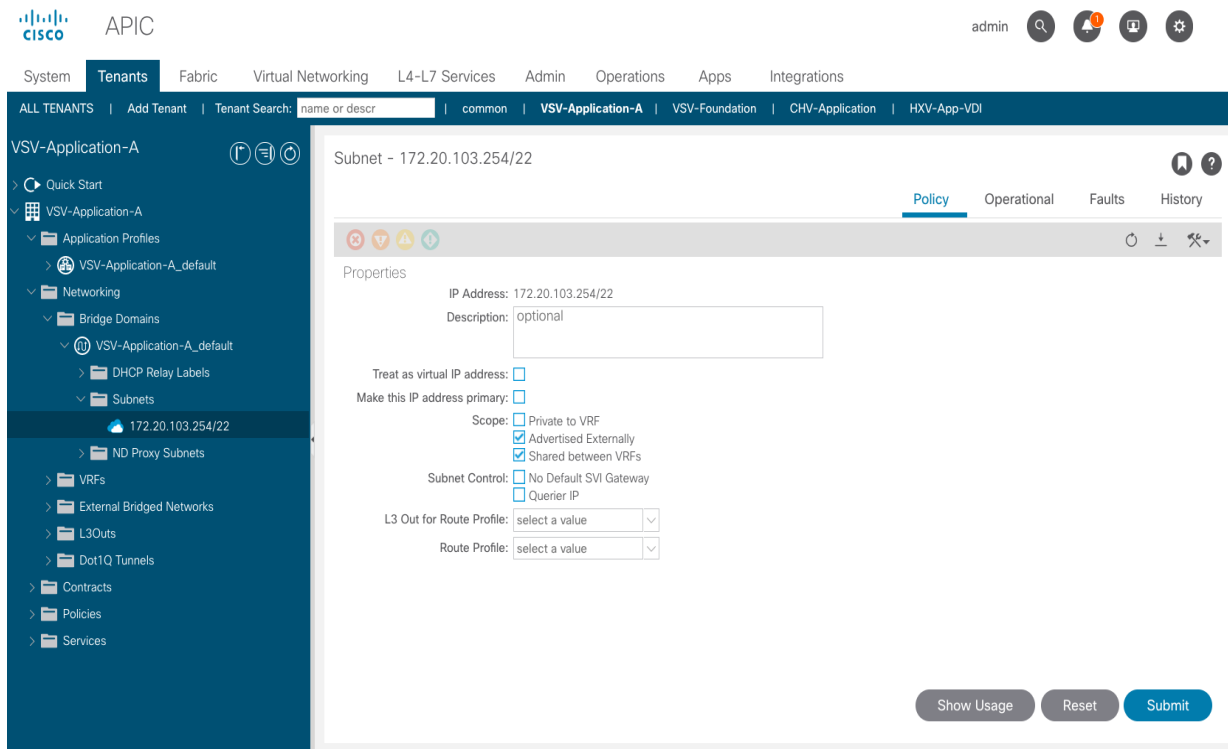 CISCO
APIC
admin
1
System Tenants Fabric Virtual Networking L4-L7 Services Admin Operations Apps Integrations
ALL TENANTS | Add Tenant | Tenant Search: name or descr | common | VSV-Application-A | VSV-Foundation | CHV-Application | HXV-App-VDI
VSV-Application-A
Quick Start
VSV-Application-A
Application Profiles
VSV-Application-A_default
Networking
Bridge Domains
VSV-Application-A_default
DHCP Relay Labels
Subnets
172.20.103.254/22
ND Proxy Subnets
VRFs
External Bridged Networks
L3Outs
Dot1Q Tunnels
Contracts
Policies
Services
Subnet - 172.20.103.254/22
Policy Operational Faults History
Properties
IP Address: 172.20.103.254/22
Description: optional
Treat as virtual IP address:
Make this IP address primary:
Scope: Private to VRF
Advertised Externally
Shared between VRFs
Subnet Control: No Default SVI Gateway
Querier IP
L3 Out for Route Profile: select a value
Route Profile: select a value
Show Usage Reset Submit